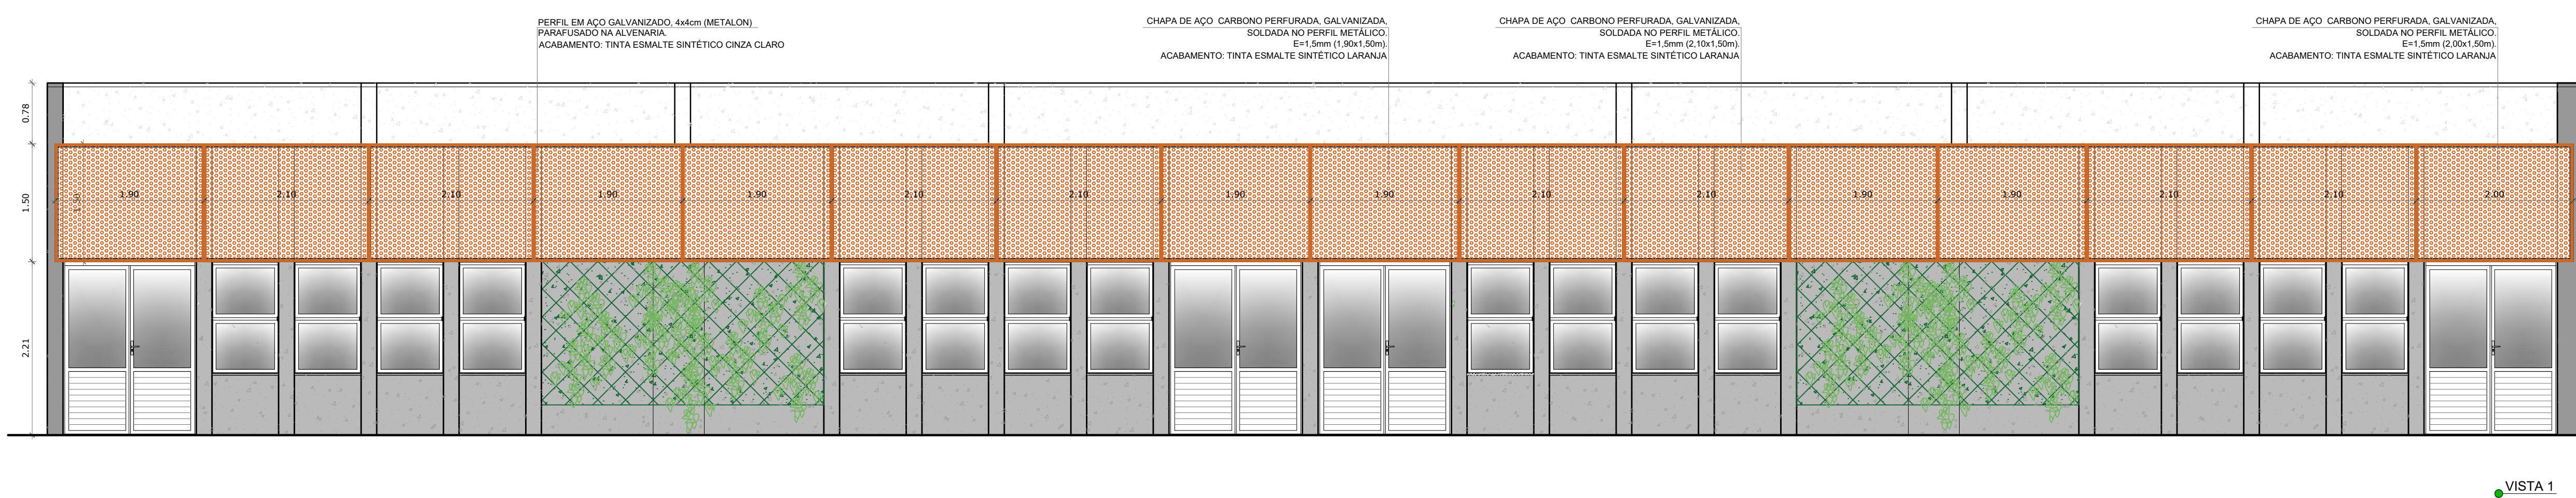 PERFIL EM AÇO GALVANIZADO, 4x4cm (METALON)
PARAFUSADO NA ALVENARIA.
ACABAMENTO: TINTA ESMALTE SINTÉTICO CINZA CLARO
CHAPA DE AÇO CARBONO PERFURADA, GALVANIZADA,
SOLDADA NO PERFIL METÁLICO.
E=1,5mm (1,90x1,50m).
ACABAMENTO: TINTA ESMALTE SINTÉTICO LARANJA
CHAPA DE AÇO CARBONO PERFURADA, GALVANIZADA,
SOLDADA NO PERFIL METÁLICO.
E=1,5mm (2,10x1,50m).
ACABAMENTO: TINTA ESMALTE SINTÉTICO LARANJA
CHAPA DE AÇO CARBONO PERFURADA, GALVANIZADA,
SOLDADA NO PERFIL METÁLICO.
E=1,5mm (2,00x1,50m).
ACABAMENTO: TINTA ESMALTE SINTÉTICO LARANJA
0.78
1.50
2.21
1.50
1.90
2.10
2.10
1.90
1.90
2.10
2.10
1.90
1.90
2.10
2.10
1.90
1.90
2.10
2.10
2.00
VISTA 1